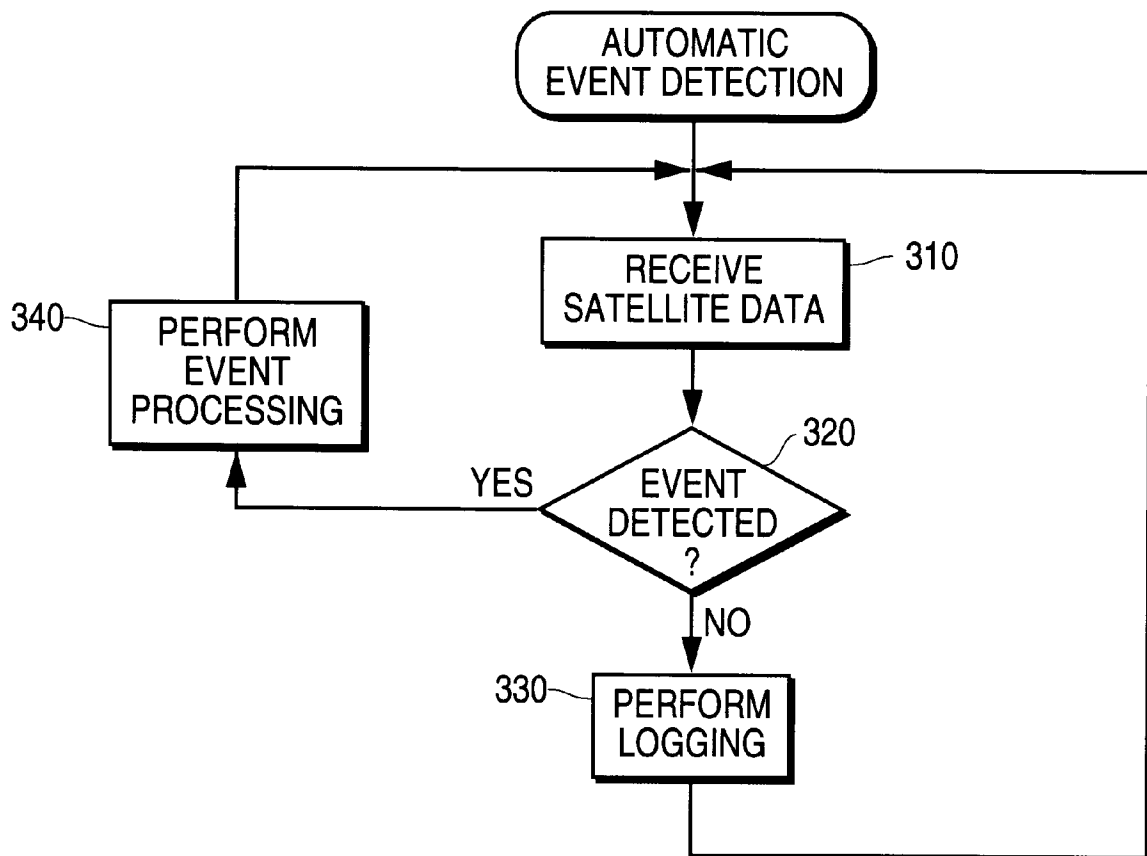 AUTOMATIC
EVENT DETECTION
RECEIVE
SATELLITE DATA
310
340
PERFORM
EVENT
PROCESSING
320
YES
EVENT
DETECTED
?
NO
330
PERFORM
LOGGING